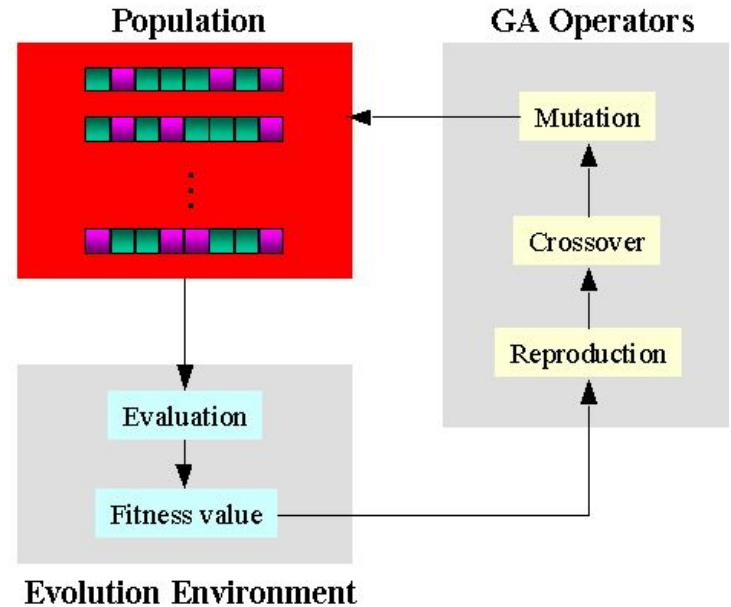 Population
GA Operators
Mutation
Crossover
Reproduction
Evaluation
Fitness value
Evolution Environment